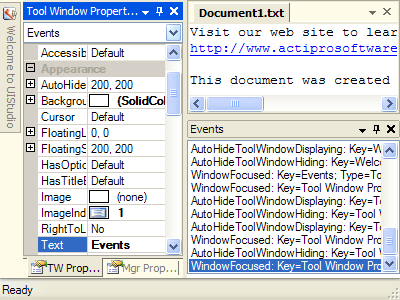 Welcome to UIStudio
Tool Window Propert...
Events
Accessib Default
Appearance
AutoHide 200, 200
Backgrou (SolidCol
Cursor Default
FloatingL 0, 0
FloatingS 200, 200
HasOptic Default
HasTitleE Default
Image (none)
ImageInd 1
RightToL No
Text Events
TW Prop...
Mgr Prop...
Document1.txt
Visit our web site to lear
http://www.actiprosoftware
This document was created
Events
AutoHideToolWindowDisplaying: Key=W
AutoHideToolWindowHiding: Key=Welc
WindowFocused: Key=Events; Type=To
WindowFocused: Key=Tool Window Pro
AutoHideToolWindowDisplaying: Key=W
AutoHideToolWindowHiding: Key=Tool
WindowFocused: Key=Tool Window Pro
AutoHideToolWindowDisplaying: Key=W
AutoHideToolWindowHiding: Key=Tool
WindowFocused: Key=Tool Window Pro
Ready